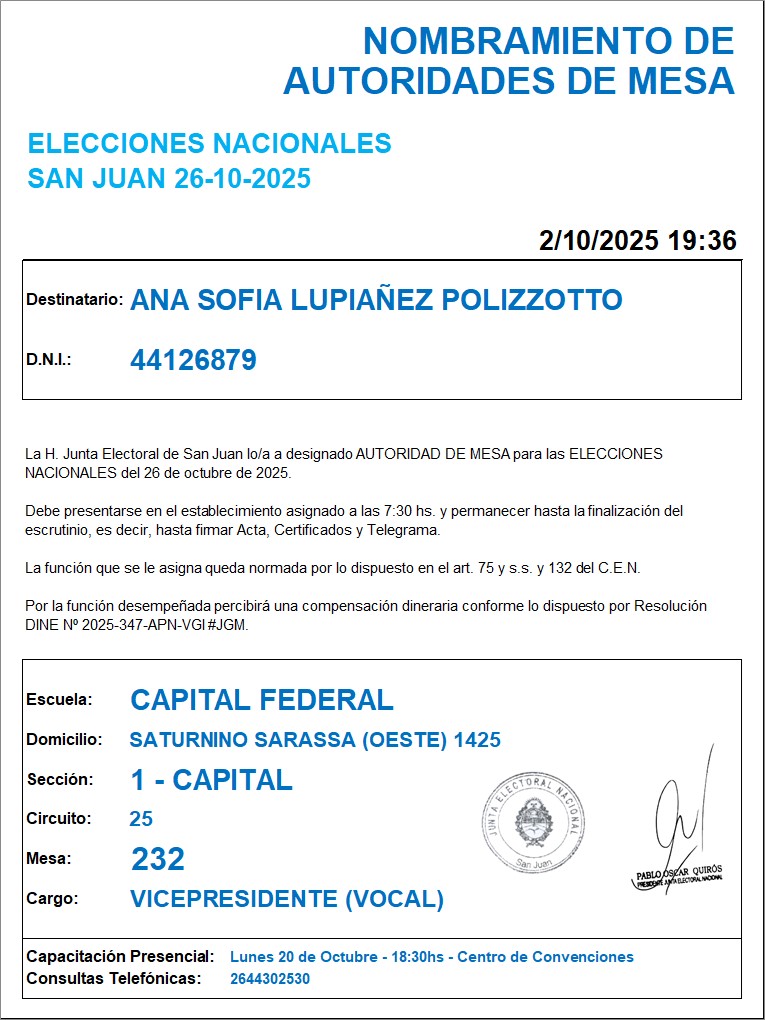 NOMBRAMIENTO DE
AUTORIDADES DE MESA
ELECCIONES NACIONALES
SAN JUAN 26-10-2025
2/10/2025 19:36
Destinatario: ANA SOFIA LUPIAÑEZ POLIZZOTTO
D.N.I.: 44126879
La H. Junta Electoral de San Juan lo/a a designado AUTORIDAD DE MESA para las ELECCIONES
NACIONALES del 26 de octubre de 2025.
Debe presentarse en el establecimiento asignado a las 7:30 hs. y permanecer hasta la finalización del
escrutinio, es decir, hasta firmar Acta, Certificados y Telegrama.
La función que se le asigna queda normada por lo dispuesto en el art. 75 y s.s. y 132 del C.E.N.
Por la función desempeñada percibirá una compensación dineraria conforme lo dispuesto por Resolución
DINE Nº 2025-347-APN-VGI#JGM.
Escuela: CAPITAL FEDERAL
Domicilio: SATURNINO SARASSA (OESTE) 1425
Sección: 1 - CAPITAL
Circuito: 25
Mesa: 232
Cargo: VICEPRESIDENTE (VOCAL)
JUNTA ELECTORAL NACIONAL
San Juan
PABLO OSCAR QUIRÓS
PRESIDENTE JUNTA ELECTORAL NACIONAL
Capacitación Presencial: Lunes 20 de Octubre - 18:30hs - Centro de Convenciones
Consultas Telefónicas: 2644302530